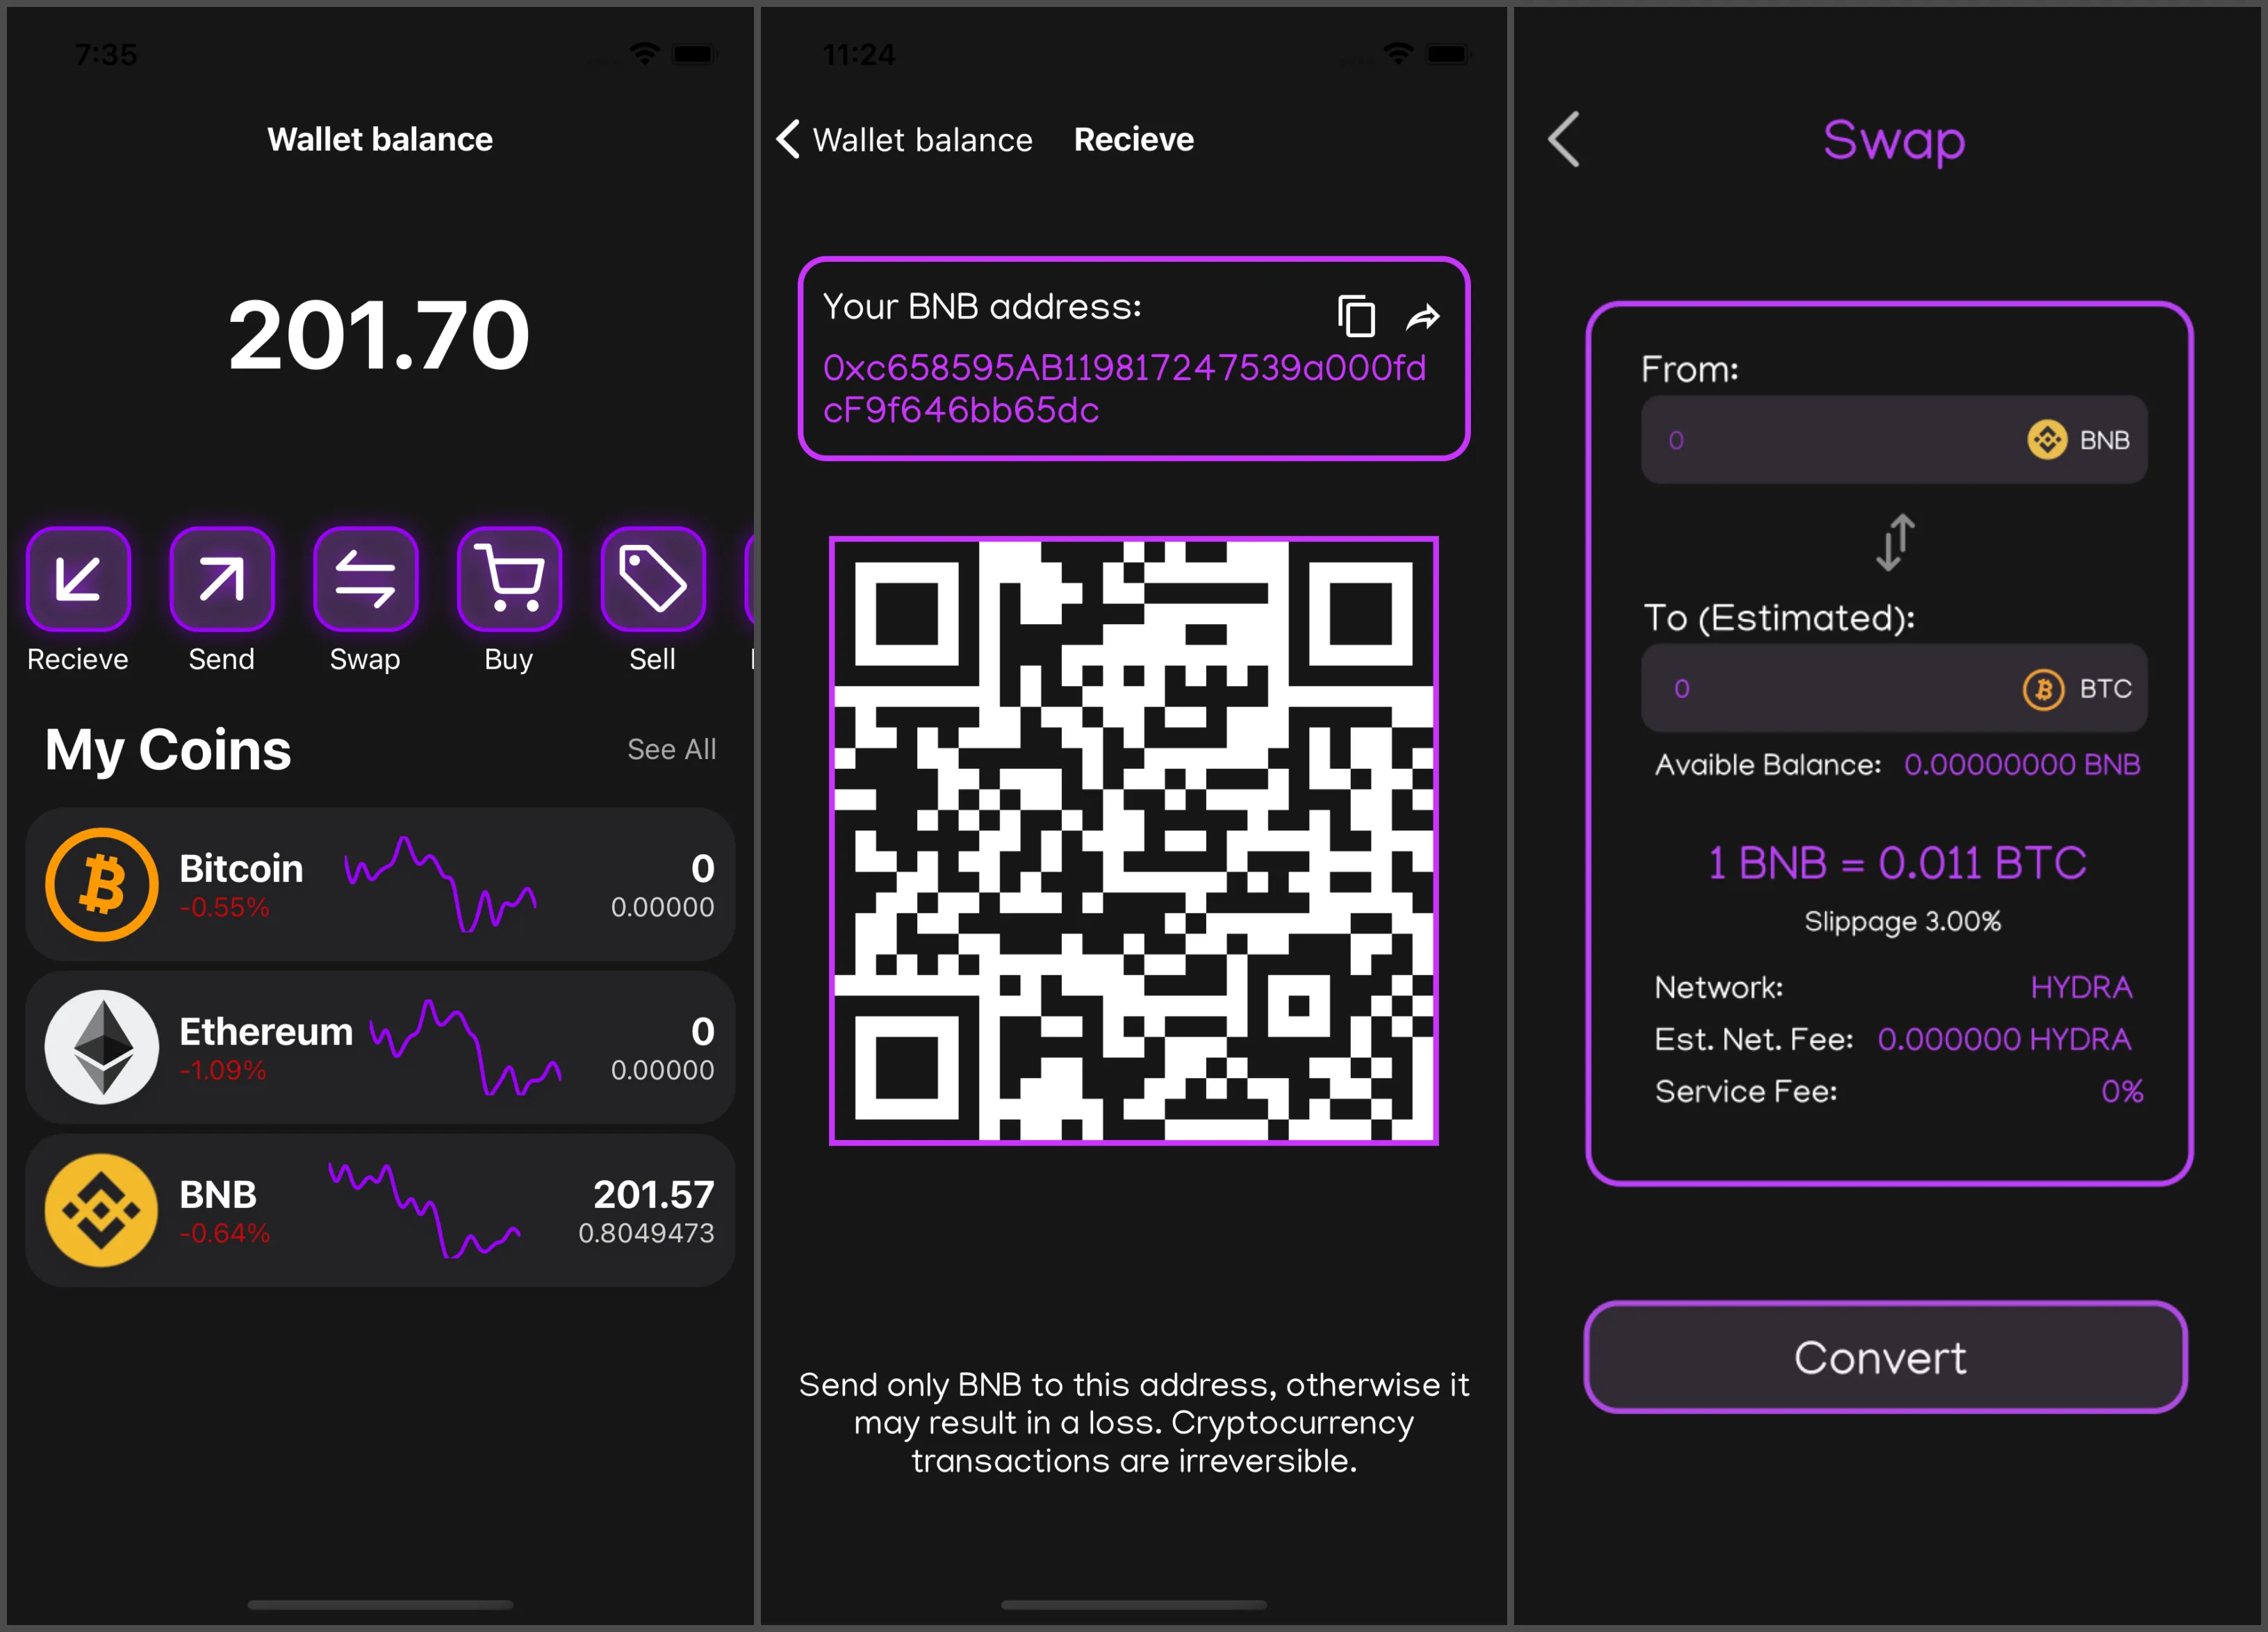 7:35
Wallet balance
201.70
Recieve
Send
Swap
Buy
Sell
My Coins
See All
Bitcoin
-0.55%
0
0.00000
Ethereum
-1.09%
0
0.00000
BNB
-0.64%
201.57
0.8049473
11:24
Wallet balance
Recieve
Your BNB address:
0xc658595AB119817247539a000fd
cF9f646bb65dc
Send only BNB to this address, otherwise it
may result in a loss. Cryptocurrency
transactions are irreversible.
Swap
From:
0 BNB
To (Estimated):
0 BTC
Avaible Balance: 0.00000000 BNB
1 BNB = 0.011 BTC
Slippage 3.00%
Network: HYDRA
Est. Net. Fee: 0.000000 HYDRA
Service Fee: 0%
Convert